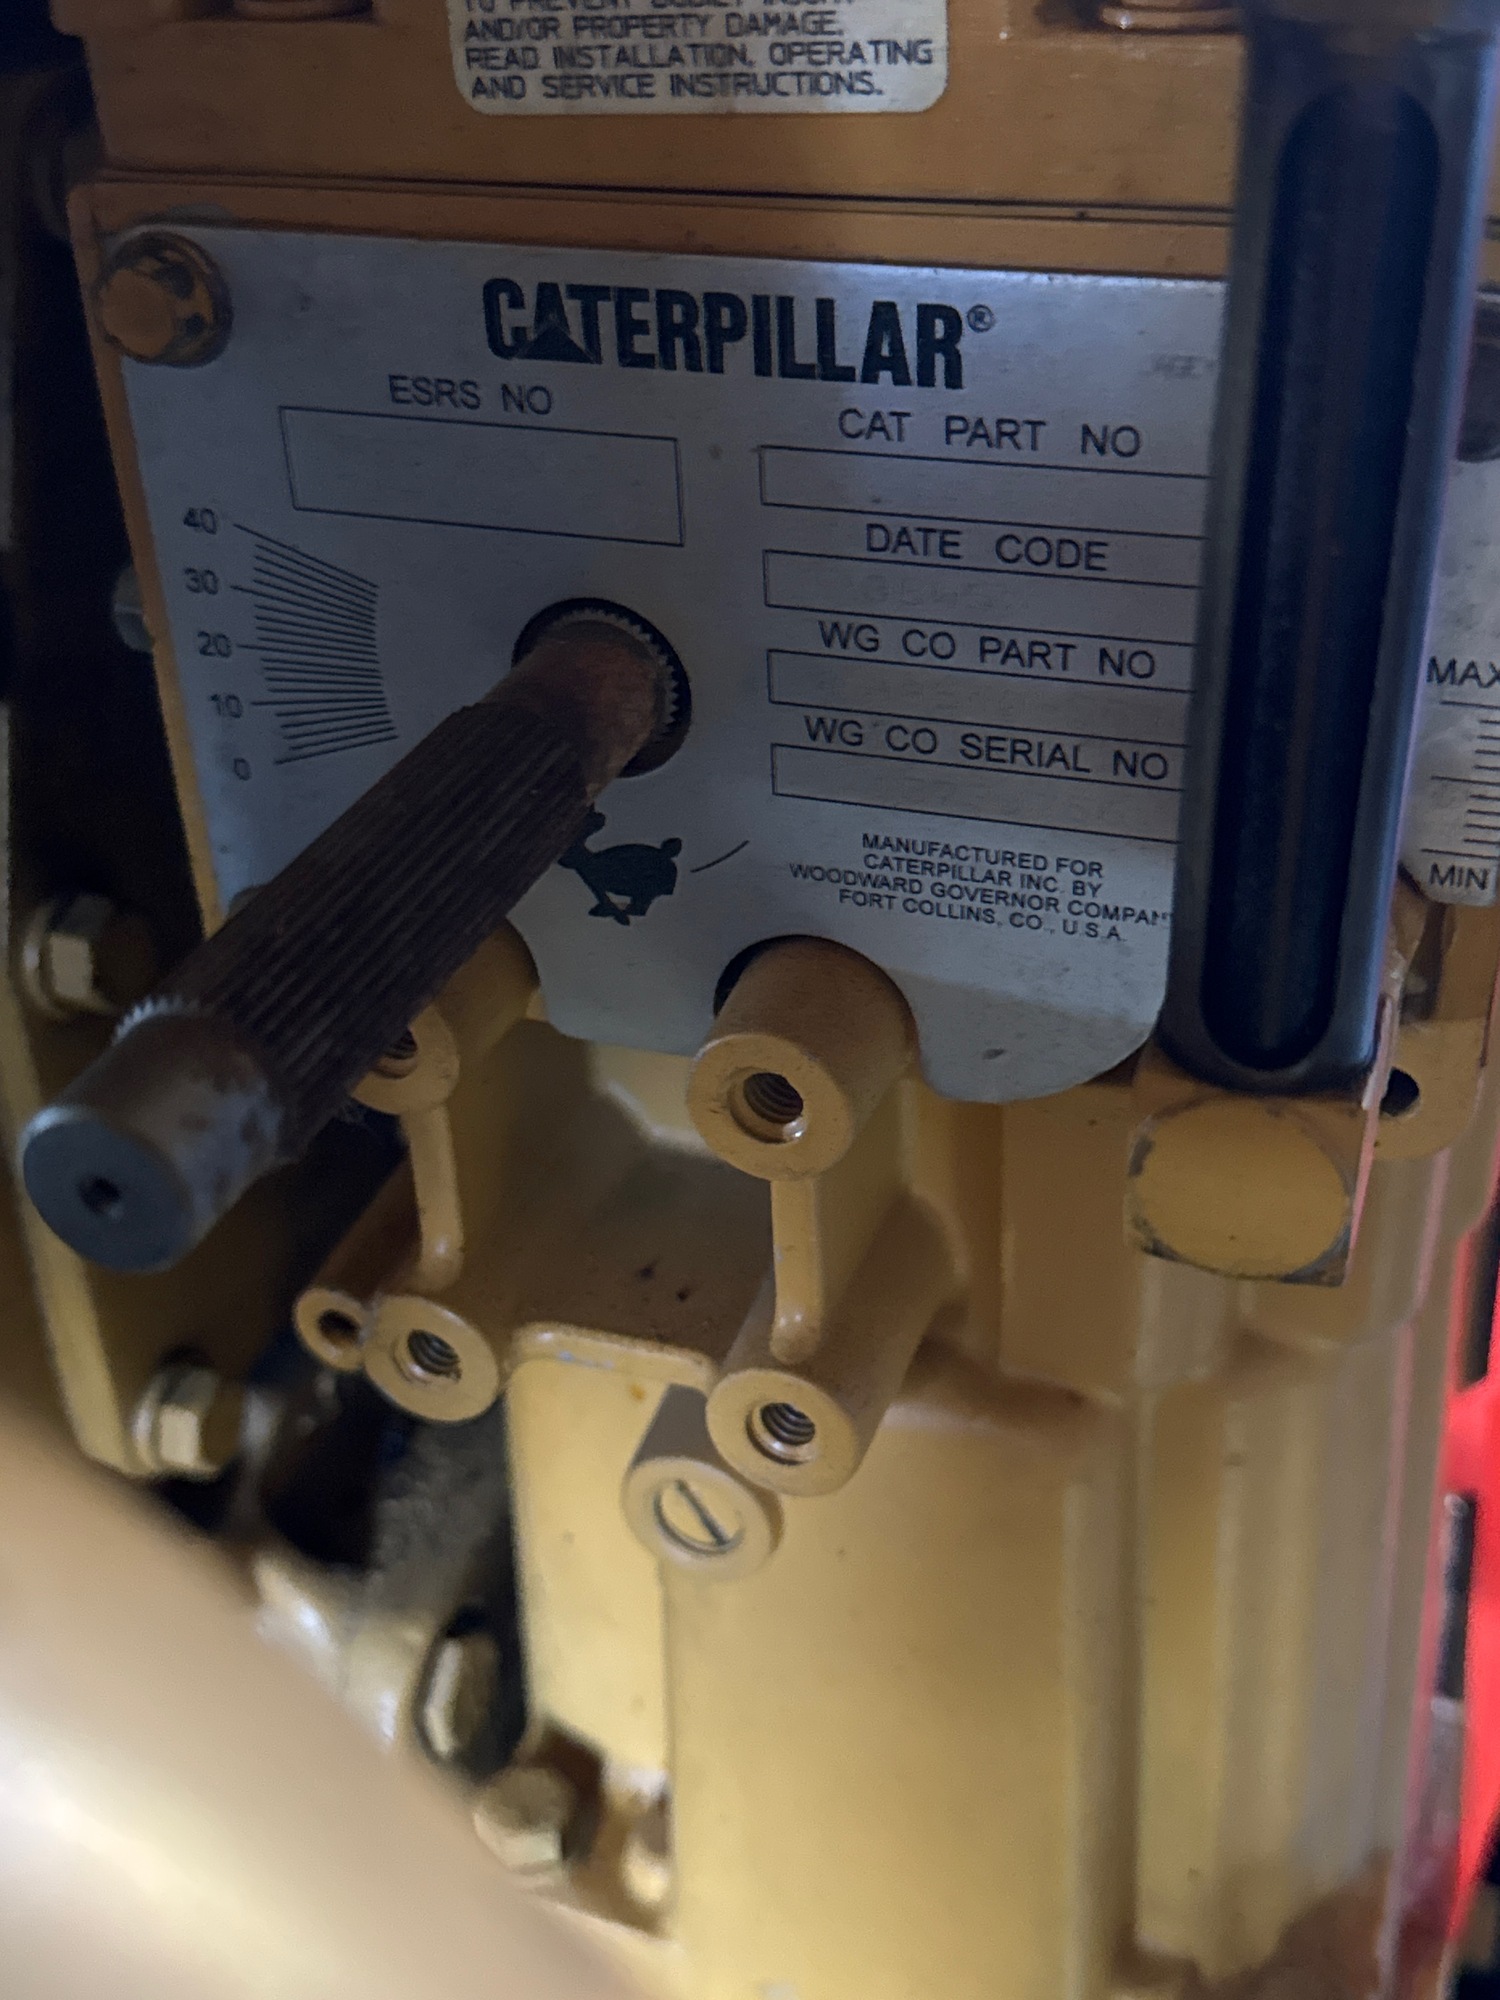 AND/OR PROPERTY DAMAGE.
READ INSTALLATION, OPERATING
AND SERVICE INSTRUCTIONS.
CATERPILLAR®
ESRS NO
CAT PART NO
DATE CODE
WG CO PART NO
WG CO SERIAL NO
40
30
20
10
0
MANUFACTURED FOR
CATERPILLAR INC. BY
WOODWARD GOVERNOR COMPAN
FORT COLLINS, CO., U.S.A.
MAX
MIN